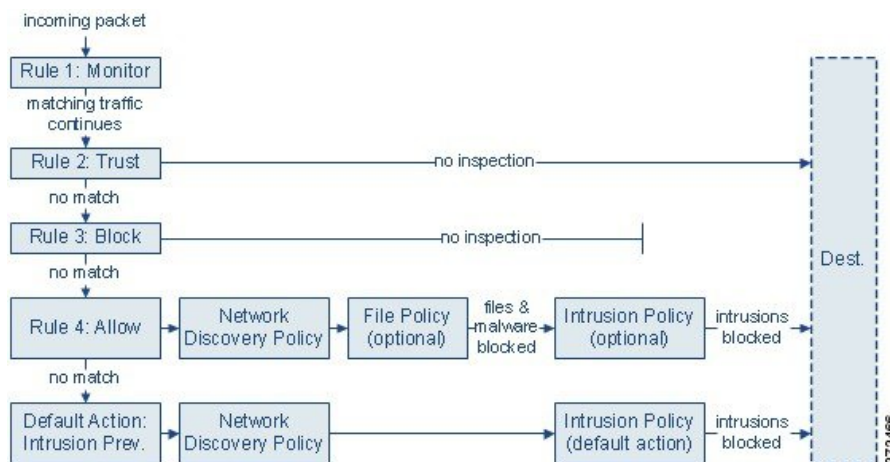 incoming packet
Rule 1: Monitor
matching traffic
continues
Rule 2: Trust
no inspection
no match
Rule 3: Block
no inspection
no match
Dest.
Rule 4: Allow
Network
Discovery Policy
File Policy
(optional)
files &
malware
blocked
Intrusion Policy
(optional)
intrusions
blocked
no match
Default Action:
Intrusion Prev.
Network
Discovery Policy
Intrusion Policy
(default action)
intrusions
blocked